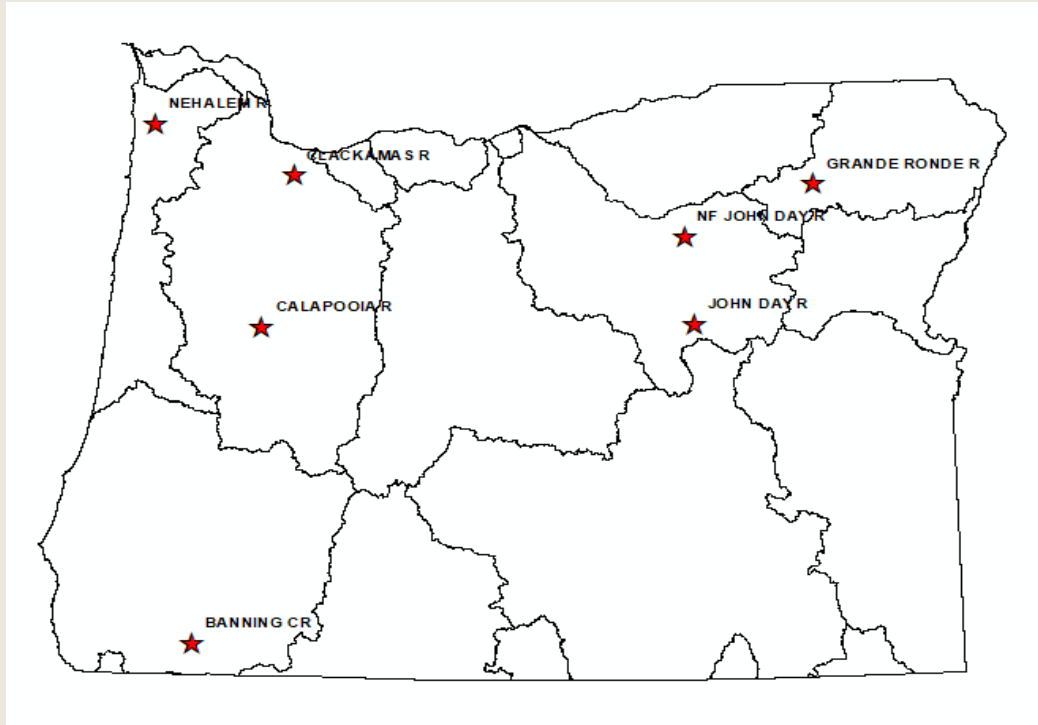 NEHALEM R
CLACKAMAS R
GRANDE RONDE R
NF JOHN DAY R
JOHN DAY R
CALAPOOIA R
BANNING CR